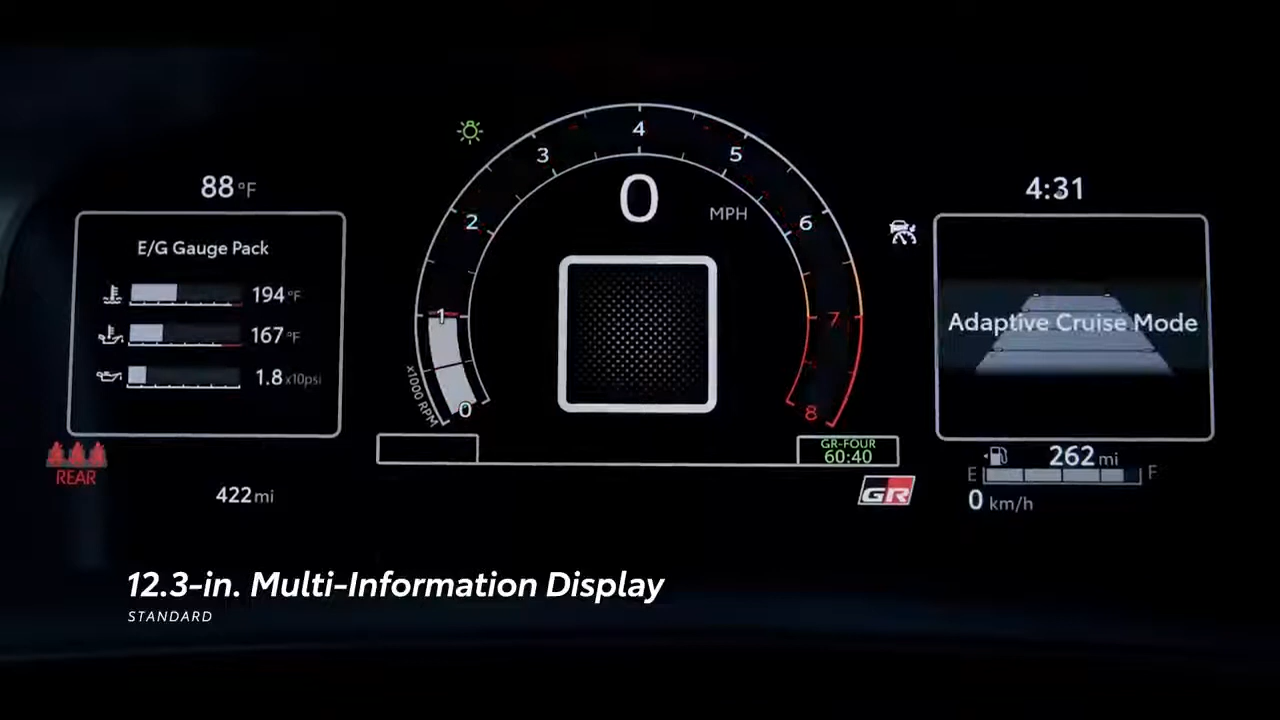 4
3
5
88°F
4:31
0
MPH
2
6
E/G Gauge Pack
194°F
1
7
Adaptive Cruise Mode
167°F
1.8 x10psi
x1000 RPM
0
8
GR-FOUR
60:40
REAR
262 mi
E
F
422 mi
GR
0 km/h
12.3-in. Multi-Information Display
STANDARD